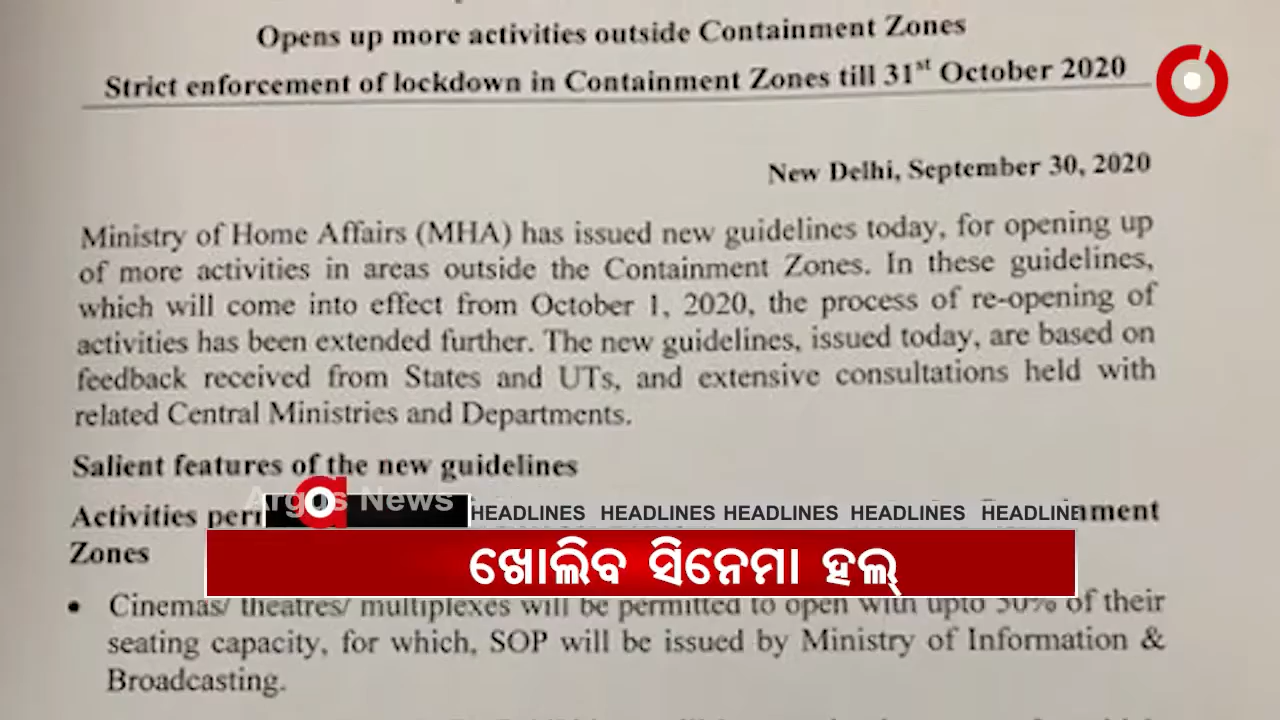 Opens up more activities outside Containment Zones
Strict enforcement of lockdown in Containment Zones till 31st October 2020
New Delhi, September 30, 2020
Ministry of Home Affairs (MHA) has issued new guidelines today, for opening up
of more activities in areas outside the Containment Zones. In these guidelines,
which will come into effect from October 1, 2020, the process of re-opening of
activities has been extended further. The new guidelines, issued today, are based on
feedback received from States and UTs, and extensive consultations held with
related Central Ministries and Departments.
Salient features of the new guidelines
Activities
Zones
Argus News
HEADLINES HEADLINES HEADLINES HEADLINES HEADLINE
ଖୋଲିବ ସିନେମା ହଲ୍
• Cinemas/ theatres/ multiplexes will be permitted to open with upto 50% of their
seating capacity, for which, SOP will be issued by Ministry of Information &
Broadcasting.